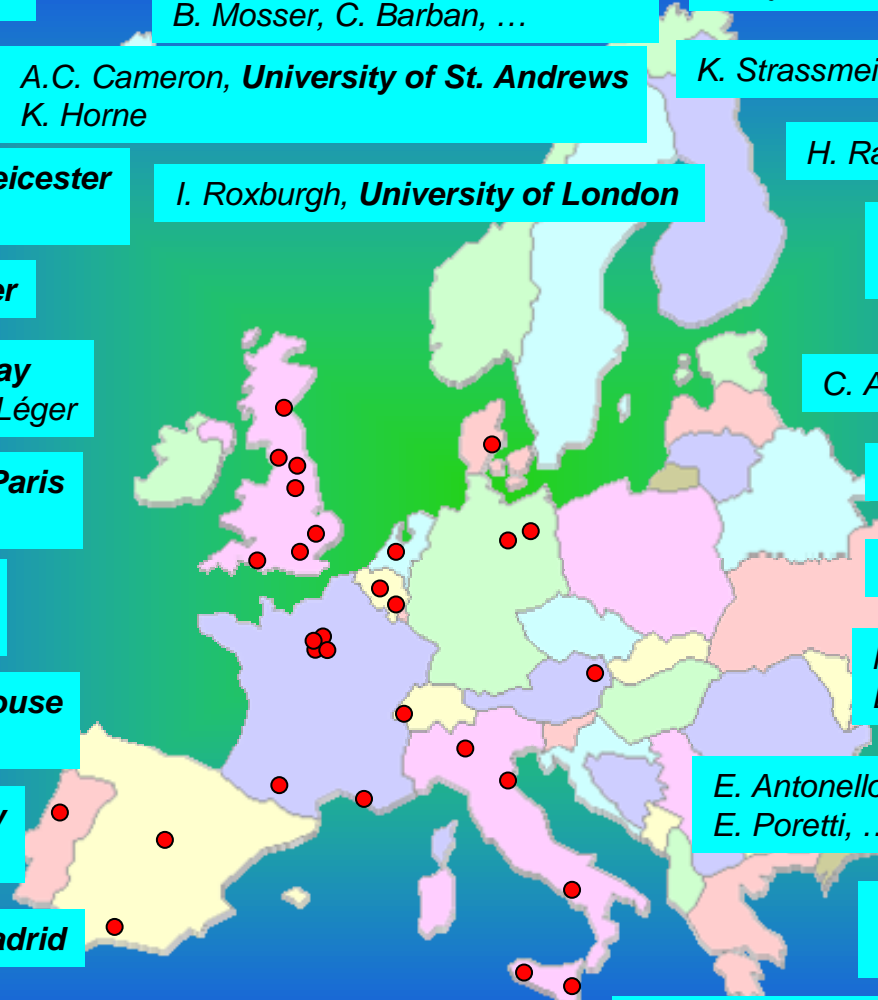 B. Mosser, C. Barban, …
A.C. Cameron, University of St. Andrews
K. Horne
K. Strassmei
H. Ra
eicester
I. Roxburgh, University of London
er
ay
Léger
C. A
Paris
ouse
E. Antonello
E. Poretti, …
y
adrid